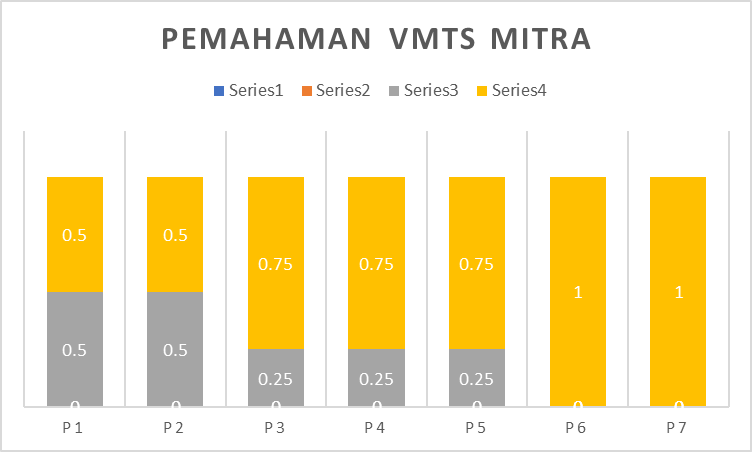 PEMAHAMAN VMTS MITRA
Series1 Series2 Series3 Series4
0.5 0.5 0.75 0.75 0.75 1 1
0.5 0.5 0.25 0.25 0.25
0 0 0 0 0 0 0
P 1 P 2 P 3 P 4 P 5 P 6 P 7